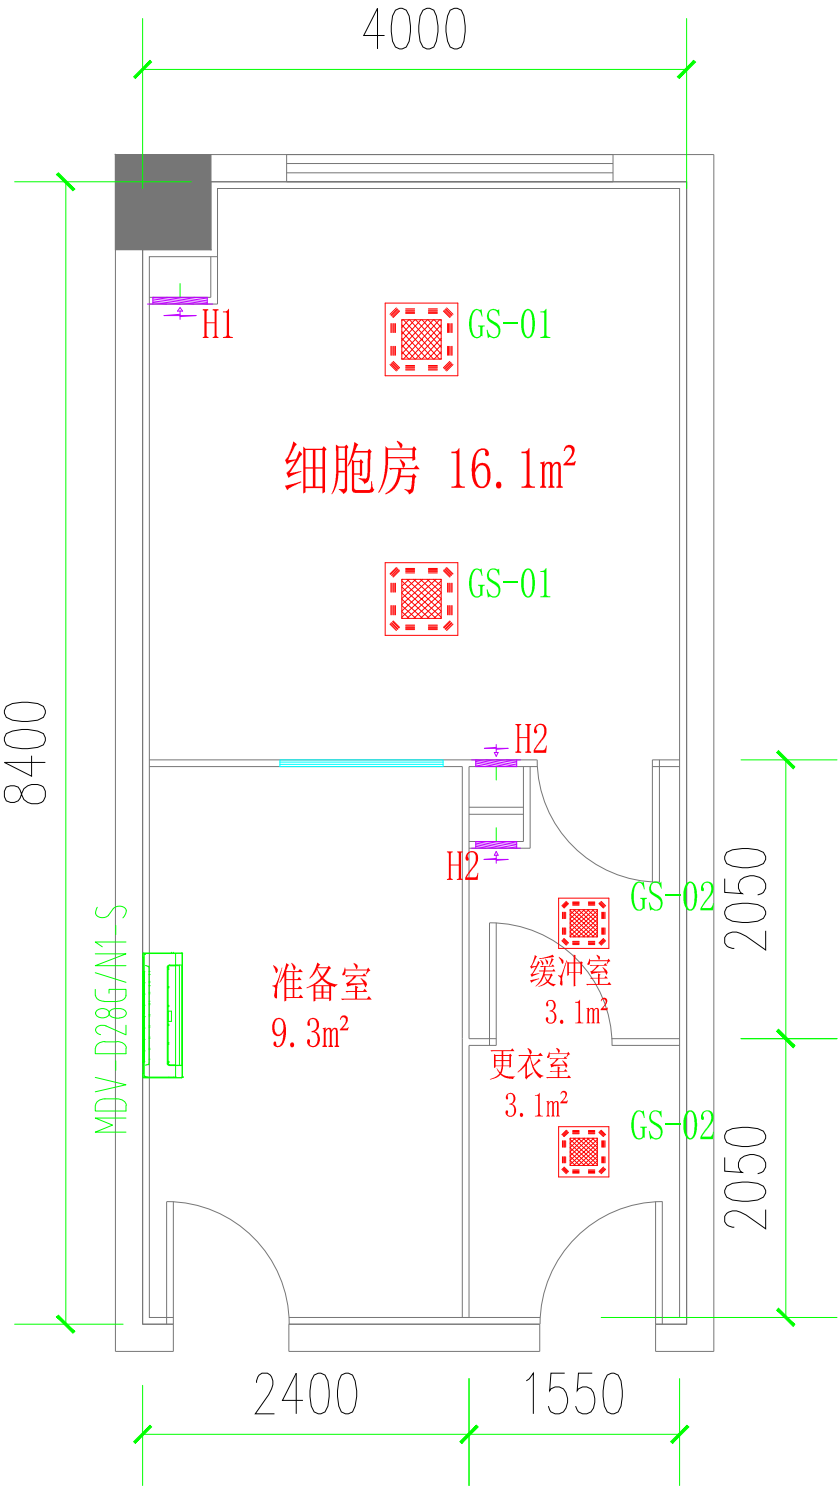 4000
H1
GS-01
细胞房 16.1m²
GS-01
8400
H2
H2
2050
GS-02
MDV-D28G/N1-S
准备室
9.3m²
缓冲室
3.1m²
更衣室
3.1m²
GS-02
2050
2400
1550